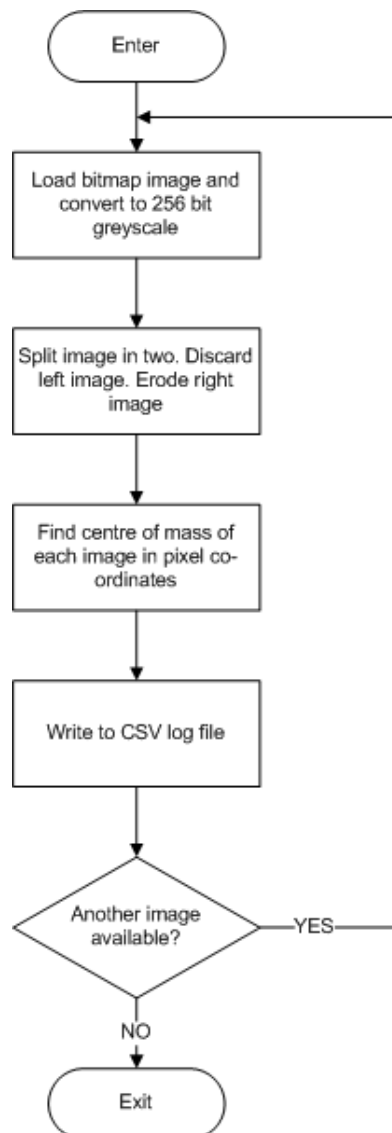 Enter
Load bitmap image and
convert to 256 bit
greyscale
Split image in two. Discard
left image. Erode right
image
Find centre of mass of
each image in pixel co-
ordinates
Write to CSV log file
Another image
available?
YES
NO
Exit